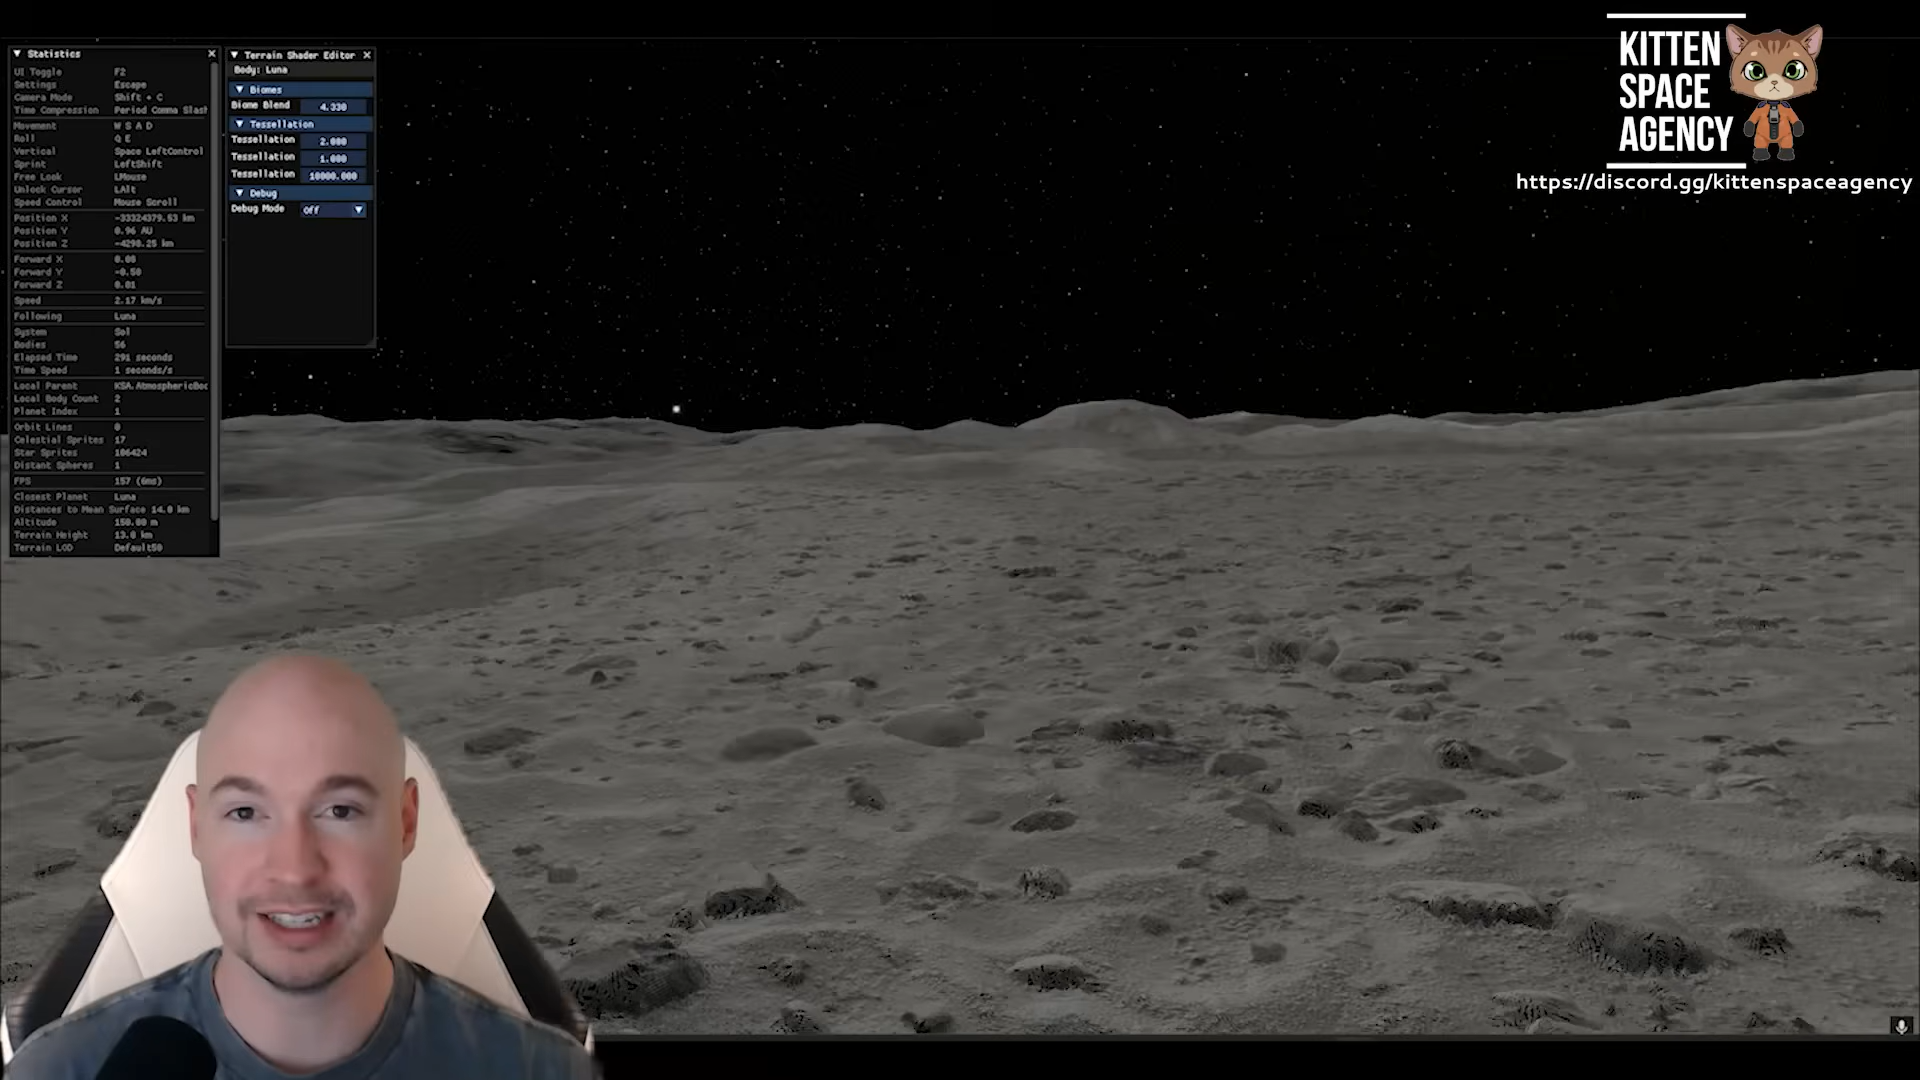 Statistics
UI Toggle F2
Settings Escape
Camera Mode Shift + C
Time Compression Period Comma Slash
Movement W S A D
Roll Q E
Vertical Space LeftControl
Sprint LeftShift
Free Look LMouse
Unlock Cursor LAlt
Speed Control Mouse Scroll
Position X -33324379.53 km
Position Y 0.96 AU
Position Z -4298.25 km
Forward X
Forward Y
Forward Z 0.01
Speed 2.17 km/s
Following Luna
System Sol
Bodies 56
Elapsed Time 291 seconds
Time Speed 1 seconds/s
Local Parent KSA.AtmosphericBod
Local Body Count 2
Planet Index 1
Orbit Lines 0
Celestial Sprites 17
Star Sprites 106424
Distant Spheres 1
FPS 157 (6ms)
Closest Planet Luna
Distances to Mean Surface 14.0 km
Altitude
Terrain Height 13.8 km
Terrain LOD Default50
Terrain Shader Editor
Body: Luna
Biomes
Biome Blend 4.330
Tessellation
Tessellation 2.000
Tessellation 1.000
Tessellation 10000.000
Debug
Debug Mode Off
KITTEN
SPACE
AGENCY
https://discord.gg/kittenspaceagency